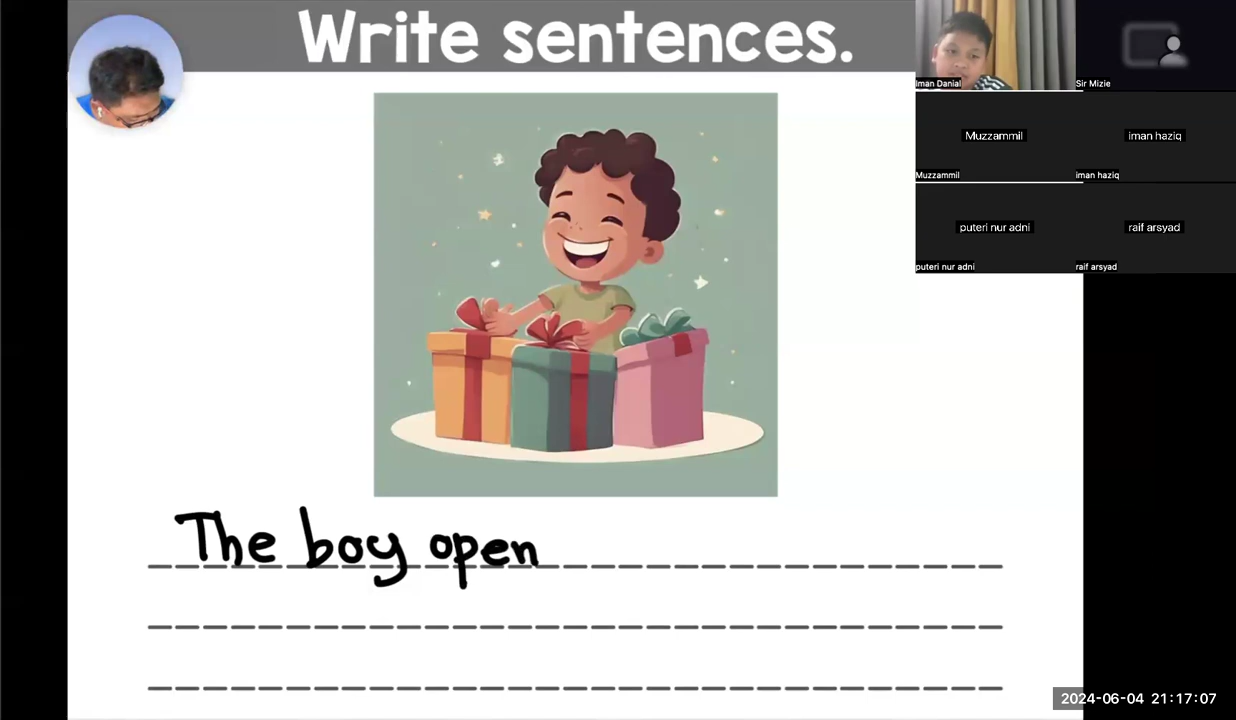 Write sentences.
Iman Danial
Sir Mizie
Muzzammil
iman haziq
Muzzammil
iman haziq
puteri nur adni
raif arsyad
puteri nur adni
raif arsyad
The boy open
2024-06-04 21:17:07